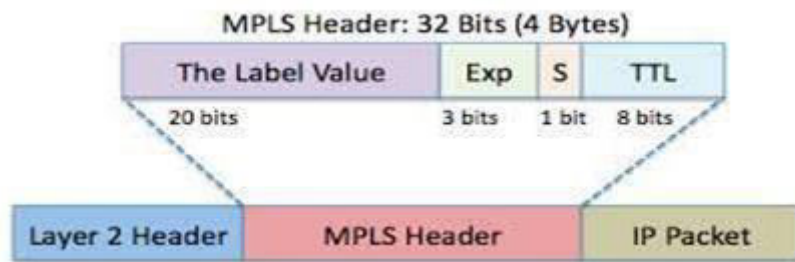 MPLS Header: 32 Bits (4 Bytes)
The Label Value Exp S TTL
20 bits 3 bits 1 bit 8 bits
Layer 2 Header MPLS Header IP Packet